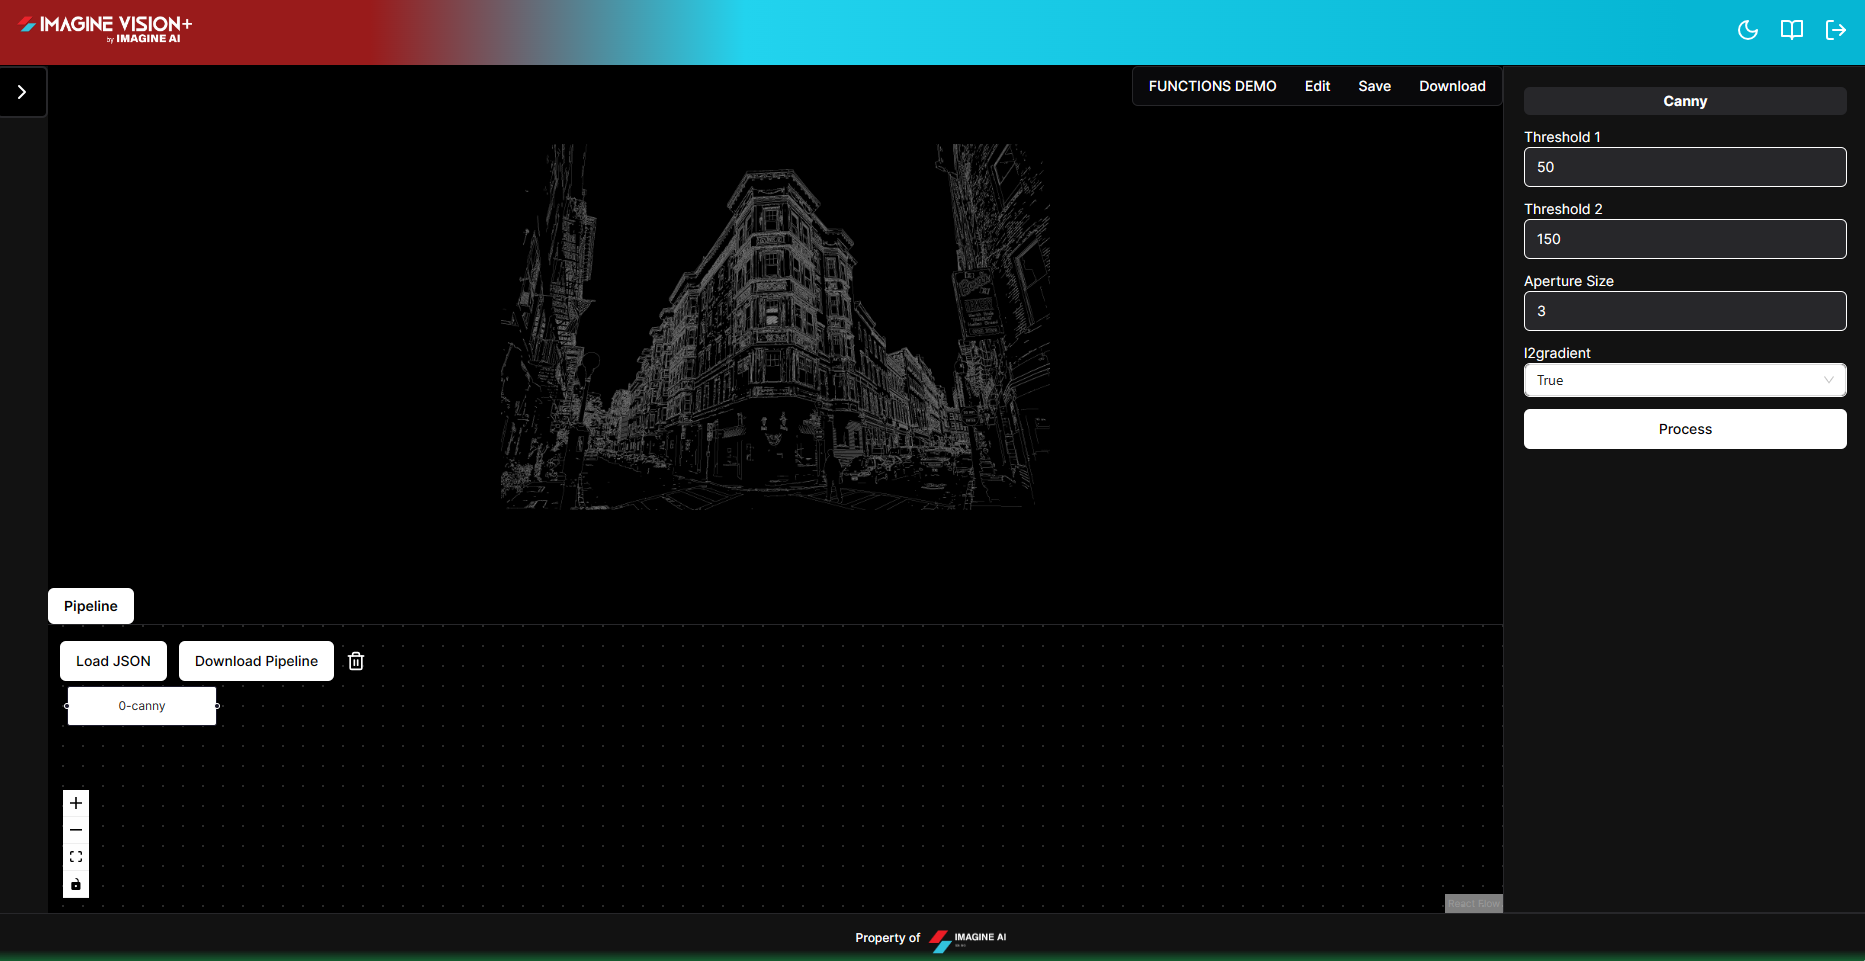 IMAGINE VISION+
by IMAGINE AI
FUNCTIONS DEMO Edit Save Download
Canny
Threshold 1
50
Threshold 2
150
Aperture Size
3
l2gradient
True
Process
Pipeline
Load JSON Download Pipeline
0-canny
React Flow
Property of IMAGINE AI